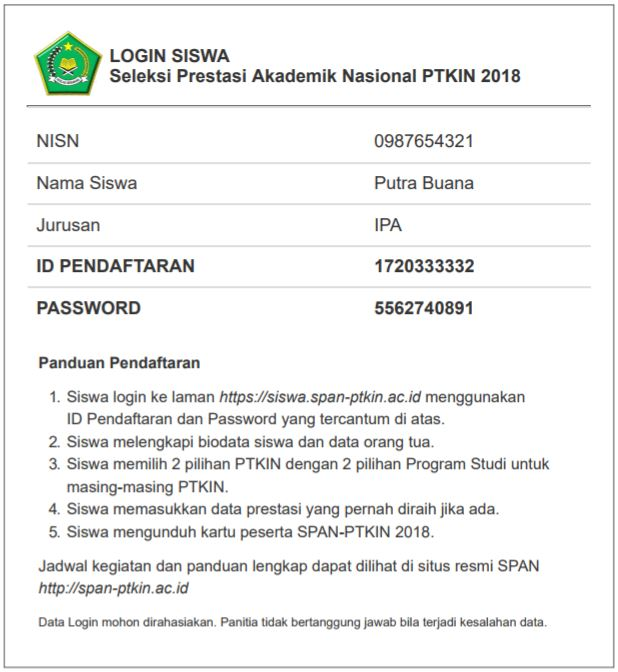 LOGIN SISWA
Seleksi Prestasi Akademik Nasional PTKIN 2018
NISN 0987654321
Nama Siswa Putra Buana
Jurusan IPA
ID PENDAFTARAN 1720333332
PASSWORD 5562740891
Panduan Pendaftaran
1. Siswa login ke laman https://siswa.span-ptkin.ac.id menggunakan
ID Pendaftaran dan Password yang tercantum di atas.
2. Siswa melengkapi biodata siswa dan data orang tua.
3. Siswa memilih 2 pilihan PTKIN dengan 2 pilihan Program Studi untuk
masing-masing PTKIN.
4. Siswa memasukkan data prestasi yang pernah diraih jika ada.
5. Siswa mengunduh kartu peserta SPAN-PTKIN 2018.
Jadwal kegiatan dan panduan lengkap dapat dilihat di situs resmi SPAN
http://span-ptkin.ac.id
Data Login mohon dirahasiakan. Panitia tidak bertanggung jawab bila terjadi kesalahan data.